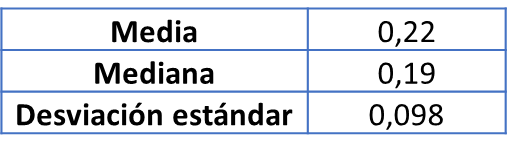 Media 0,22
Mediana 0,19
Desviación estándar 0,098